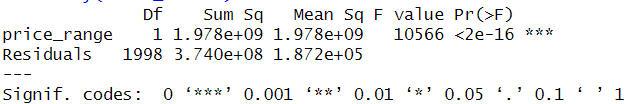 Df Sum Sq Mean Sq F value Pr(>F)
price_range 1 1.978e+09 1.978e+09 10566 <2e-16 ***
Residuals 1998 3.740e+08 1.872e+05
---
Signif. codes: 0 ‘***’ 0.001 ‘**’ 0.01 ‘*’ 0.05 ‘.’ 0.1 ‘ ’ 1